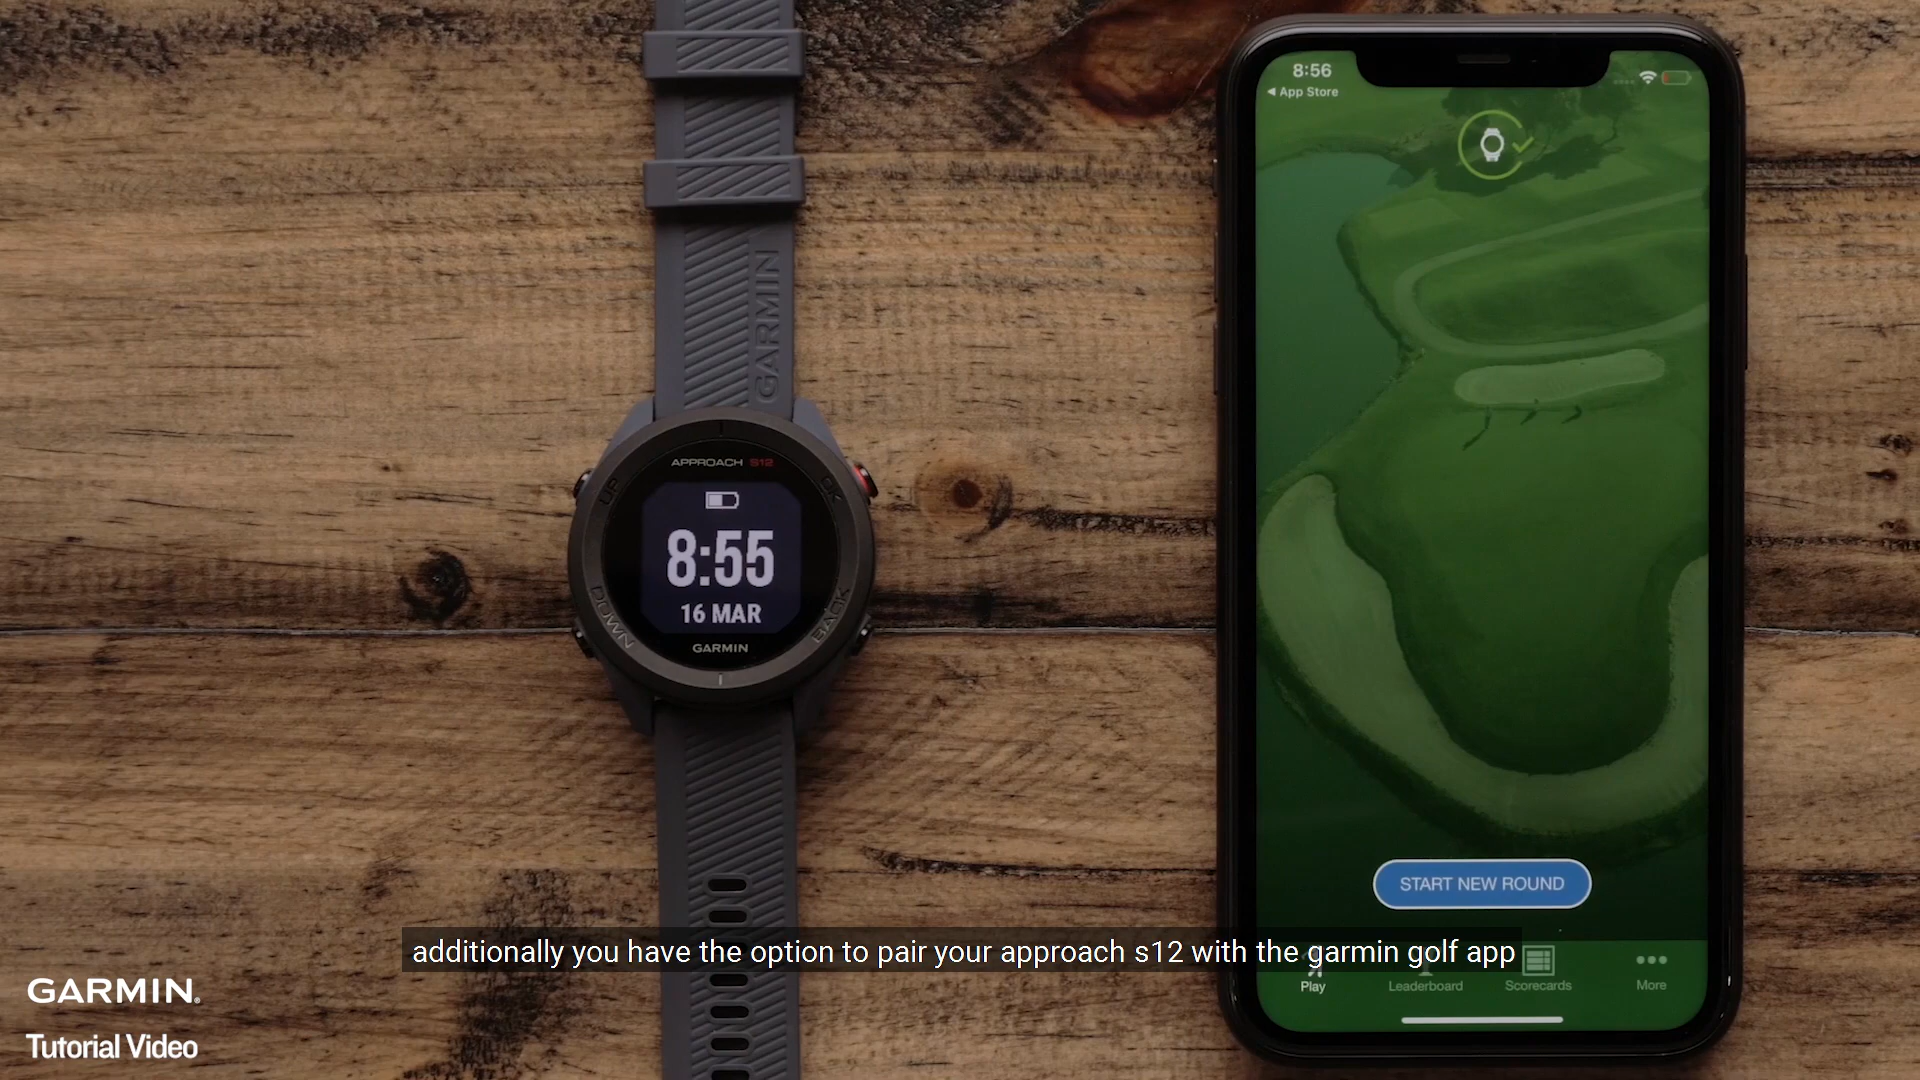 GARMIN
APPROACH S12
UP
OK
8:55
16 MAR
DOWN
BACK
GARMIN
8:56
◀ App Store
START NEW ROUND
additionally you have the option to pair your approach s12 with the garmin golf app
Play
Leaderboard
Scorecards
More
GARMIN®
Tutorial Video